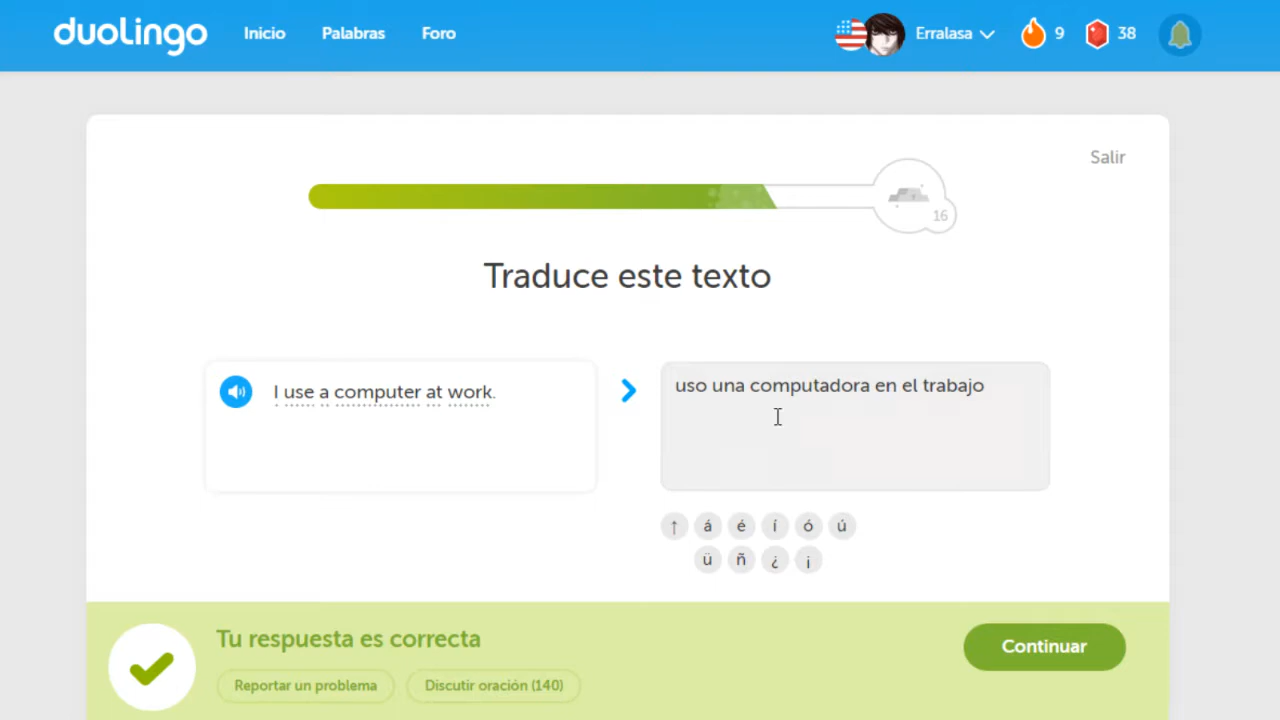 duolingo Inicio Palabras Foro Erralasa 9 38
Salir
16
Traduce este texto
I use a computer at work.
uso una computadora en el trabajo
↑ á é í ó ú
ü ñ ¿ ¡
Tu respuesta es correcta
Continuar
Reportar un problema Discutir oración (140)